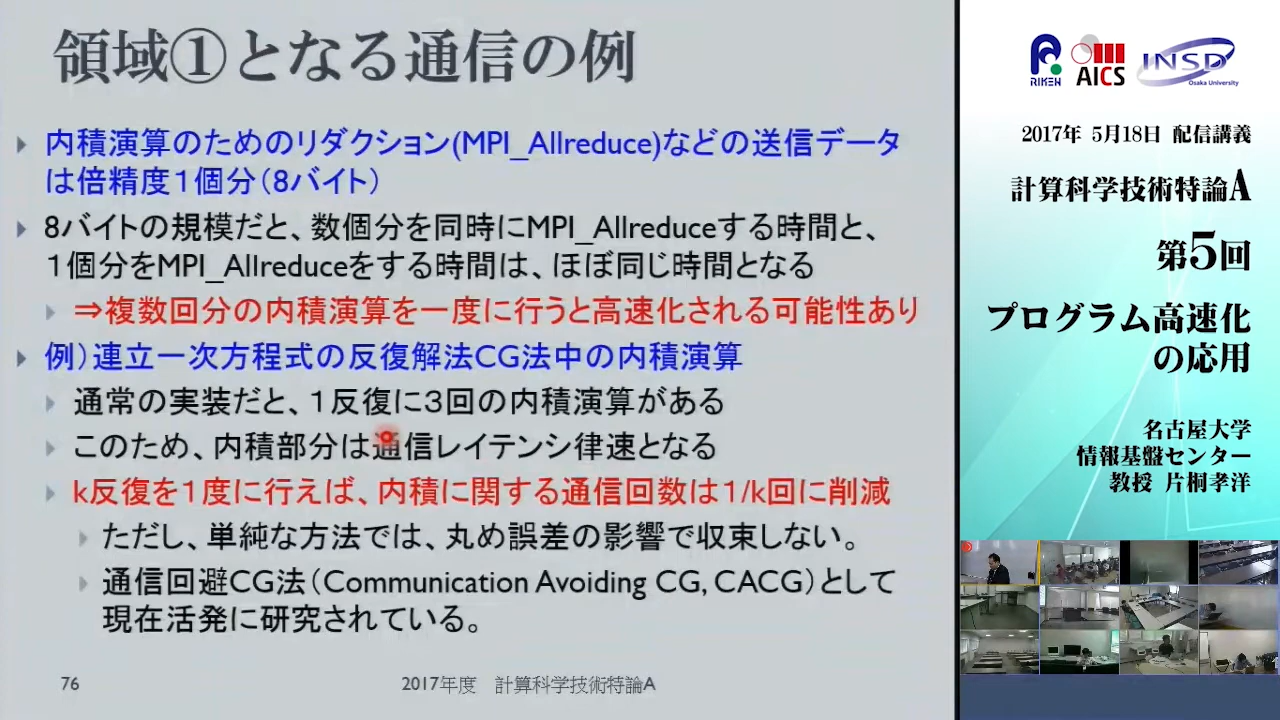 領域①となる通信の例
内積演算のためのリダクション(MPI_Allreduce)などの送信データ
は倍精度１個分（8バイト）
8バイトの規模だと、数個分を同時にMPI_Allreduceする時間と、
１個分をMPI_Allreduceをする時間は、ほぼ同じ時間となる
⇒複数回分の内積演算を一度に行うと高速化される可能性あり
例）連立一次方程式の反復解法CG法中の内積演算
通常の実装だと、１反復に３回の内積演算がある
このため、内積部分は通信レイテンシ律速となる
k反復を１度に行えば、内積に関する通信回数は1/k回に削減
ただし、単純な方法では、丸め誤差の影響で収束しない。
通信回避CG法（Communication Avoiding CG, CACG）として
現在活発に研究されている。
76
2017年度　計算科学技術特論A
RIKEN
AICS
INSD
Osaka University
2017年 5月18日 配信講義
計算科学技術特論A
第5回
プログラム高速化
の応用
名古屋大学
情報基盤センター
教授 片桐孝洋